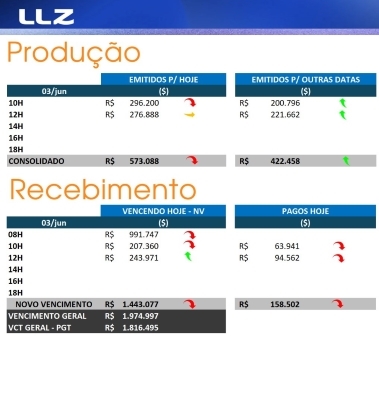 LLZ
Produção
EMITIDOS P/ HOJE EMITIDOS P/ OUTRAS DATAS
03/jun ($) ($)
10H R$ 296.200 R$ 200.796
12H R$ 276.888 R$ 221.662
14H
16H
18H
CONSOLIDADO R$ 573.088 R$ 422.458
Recebimento
VENCENDO HOJE - NV PAGOS HOJE
03/jun ($) ($)
08H R$ 991.747
10H R$ 207.360 R$ 63.941
12H R$ 243.971 R$ 94.562
14H
16H
18H
NOVO VENCIMENTO R$ 1.443.077 R$ 158.502
VENCIMENTO GERAL R$ 1.974.997
VCT GERAL - PGT R$ 1.816.495